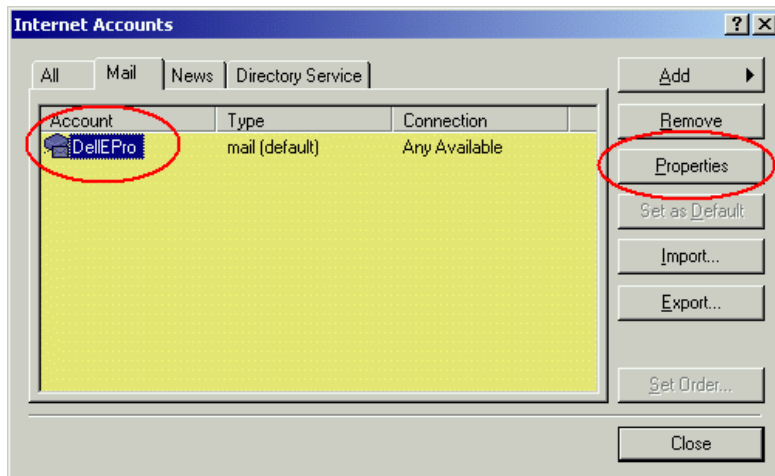 Internet Accounts
All Mail News Directory Service
Account Type Connection
DellEPro mail (default) Any Available
Add
Remove
Properties
Set as Default
Import...
Export...
Set Order...
Close